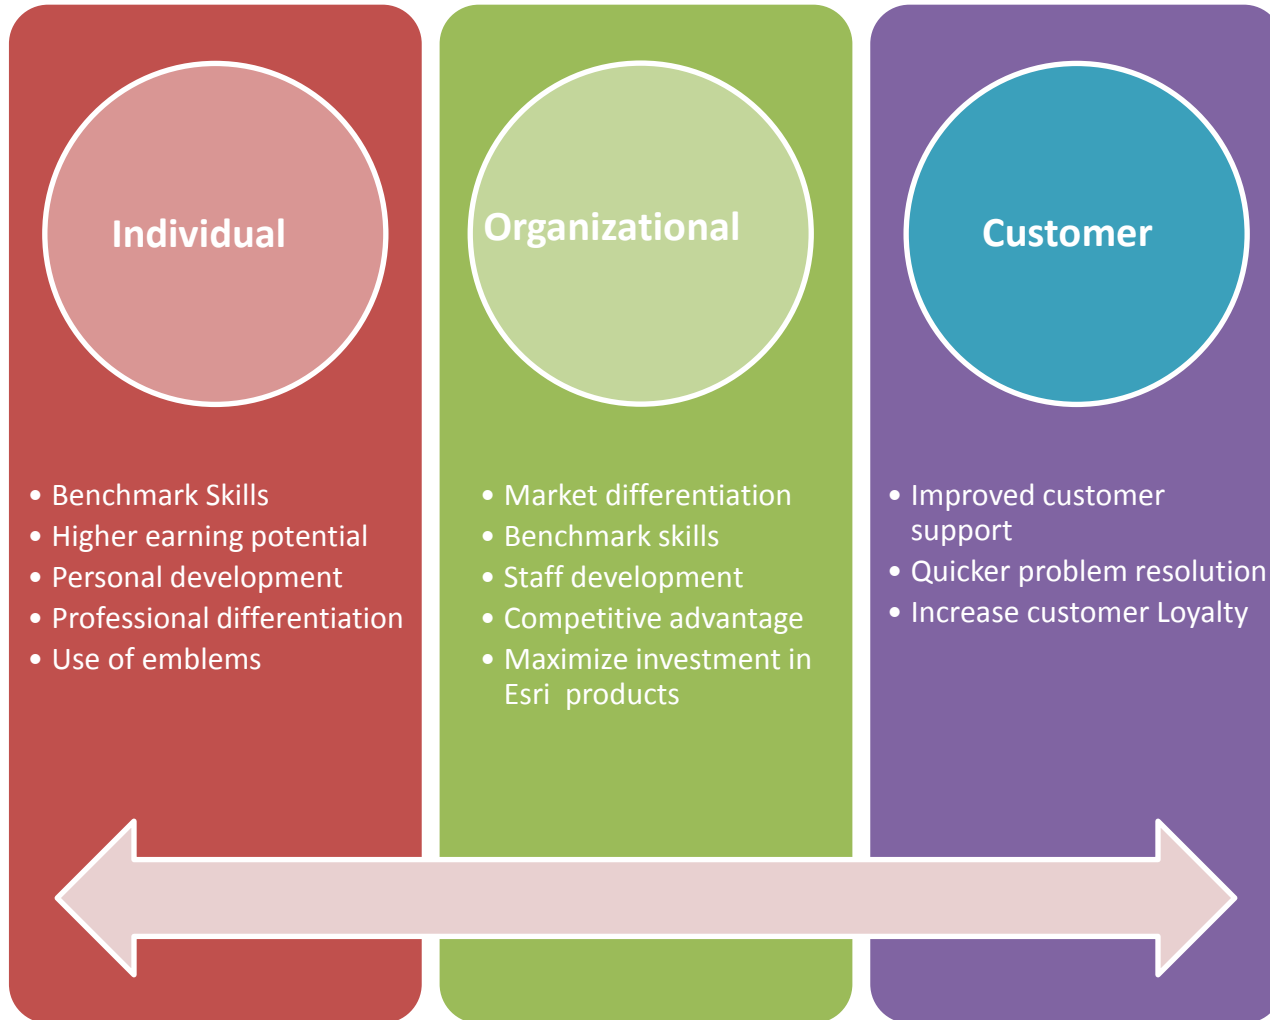 Individual
• Benchmark Skills
• Higher earning potential
• Personal development
• Professional differentiation
• Use of emblems
Organizational
• Market differentiation
• Benchmark skills
• Staff development
• Competitive advantage
• Maximize investment in
Esri  products
Customer
• Improved customer
support
• Quicker problem resolution
• Increase customer Loyalty